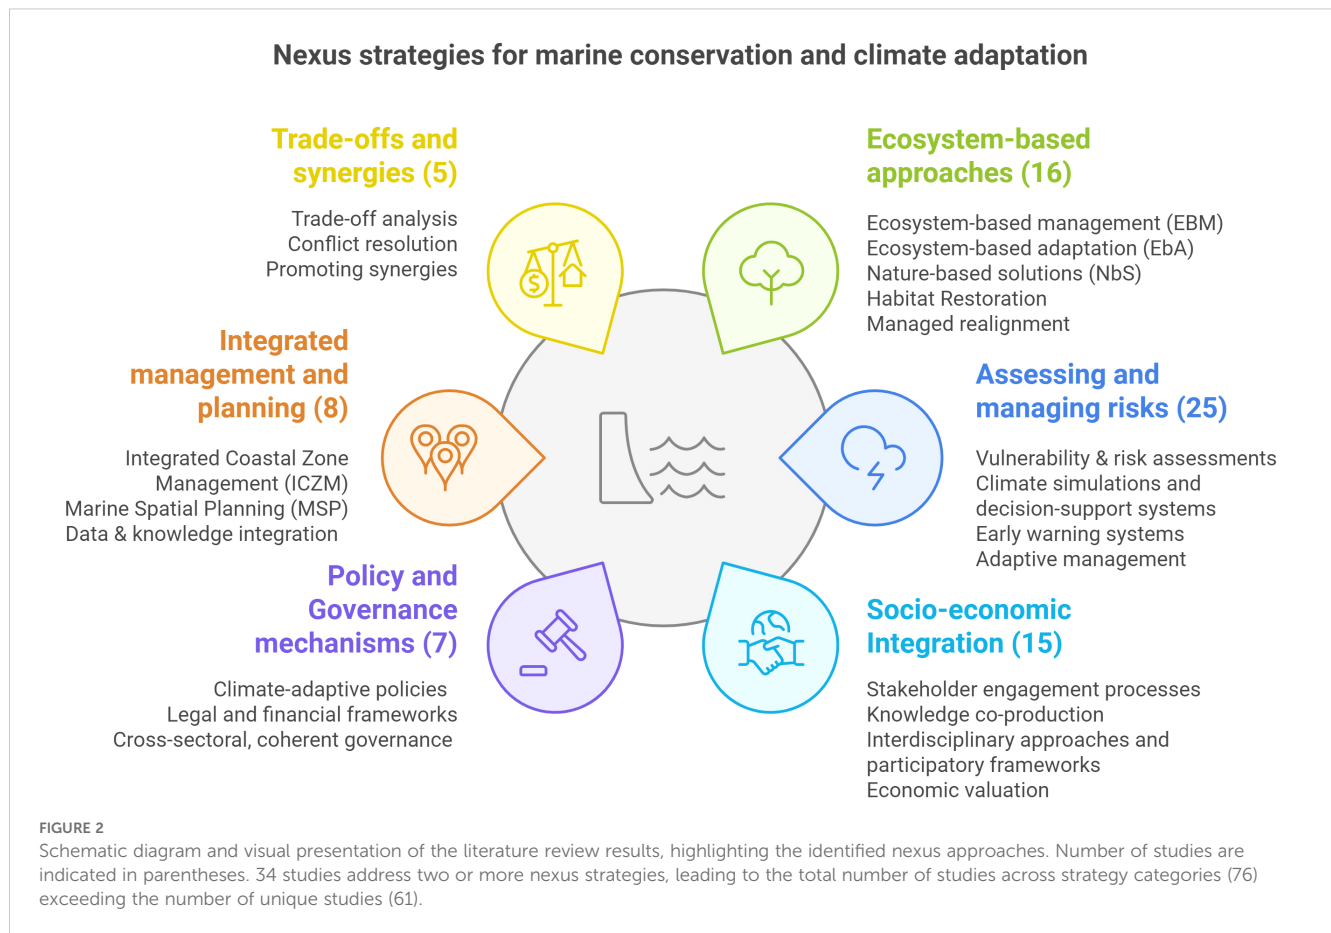 Nexus strategies for marine conservation and climate adaptation
Trade-offs and
synergies (5)
Trade-off analysis
Conflict resolution
Promoting synergies
$
Ecosystem-based
approaches (16)
Ecosystem-based management (EBM)
Ecosystem-based adaptation (EbA)
Nature-based solutions (NbS)
Habitat Restoration
Managed realignment
Integrated
management and
planning (8)
Integrated Coastal Zone
Management (ICZM)
Marine Spatial Planning (MSP)
Data & knowledge integration
Assessing and
managing risks (25)
Vulnerability & risk assessments
Climate simulations and
decision-support systems
Early warning systems
Adaptive management
Policy and
Governance
mechanisms (7)
Climate-adaptive policies
Legal and financial frameworks
Cross-sectoral, coherent governance
Socio-economic
Integration (15)
Stakeholder engagement processes
Knowledge co-production
Interdisciplinary approaches and
participatory frameworks
Economic valuation
FIGURE 2
Schematic diagram and visual presentation of the literature review results, highlighting the identified nexus approaches. Number of studies are
indicated in parentheses. 34 studies address two or more nexus strategies, leading to the total number of studies across strategy categories (76)
exceeding the number of unique studies (61).